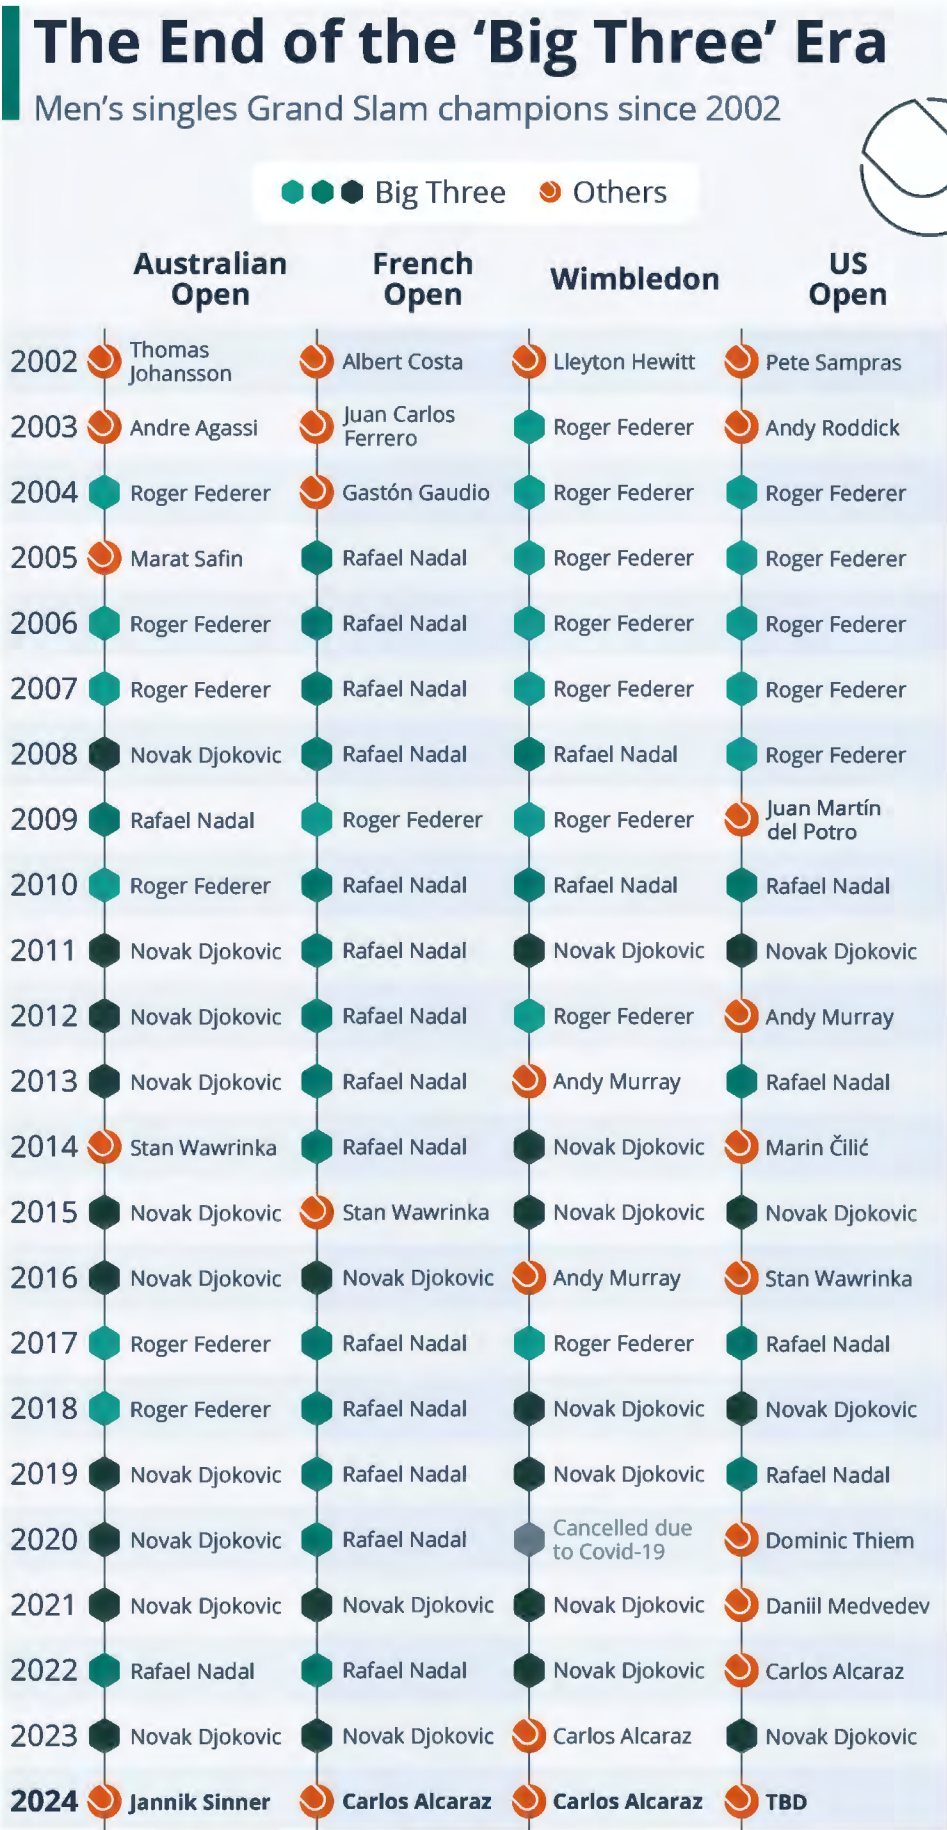 The End of the ‘Big Three’ Era
Men’s singles Grand Slam champions since 2002
Big Three Others
Australian
Open
French
Open
Wimbledon
US
Open
2002 Thomas
Johansson
Albert Costa
Lleyton Hewitt
Pete Sampras
2003 Andre Agassi
Juan Carlos
Ferrero
Roger Federer
Andy Roddick
2004 Roger Federer Gastón Gaudio Roger Federer Roger Federer
2005 Marat Safin Rafael Nadal Roger Federer Roger Federer
2006 Roger Federer Rafael Nadal Roger Federer Roger Federer
2007 Roger Federer Rafael Nadal Roger Federer Roger Federer
2008 Novak Djokovic Rafael Nadal Rafael Nadal Roger Federer
2009 Rafael Nadal Roger Federer Roger Federer Juan Martín
del Potro
2010 Roger Federer Rafael Nadal Rafael Nadal Rafael Nadal
2011 Novak Djokovic Rafael Nadal Novak Djokovic Novak Djokovic
2012 Novak Djokovic Rafael Nadal Roger Federer Andy Murray
2013 Novak Djokovic Rafael Nadal Andy Murray Rafael Nadal
2014 Stan Wawrinka Rafael Nadal Novak Djokovic Marin Čilić
2015 Novak Djokovic Stan Wawrinka Novak Djokovic Novak Djokovic
2016 Novak Djokovic Novak Djokovic Andy Murray Stan Wawrinka
2017 Roger Federer Rafael Nadal Roger Federer Rafael Nadal
2018 Roger Federer Rafael Nadal Novak Djokovic Novak Djokovic
2019 Novak Djokovic Rafael Nadal Novak Djokovic Rafael Nadal
2020 Novak Djokovic Rafael Nadal Cancelled due
to Covid-19
Dominic Thiem
2021 Novak Djokovic Novak Djokovic Novak Djokovic Daniil Medvedev
2022 Rafael Nadal Rafael Nadal Novak Djokovic Carlos Alcaraz
2023 Novak Djokovic Novak Djokovic Carlos Alcaraz Novak Djokovic
2024 Jannik Sinner Carlos Alcaraz Carlos Alcaraz TBD